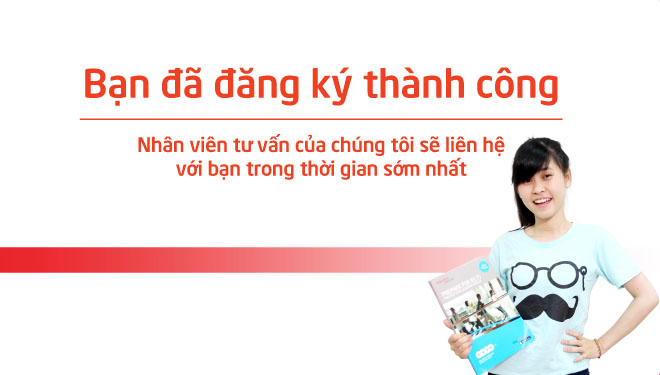 Bạn đã đăng ký thành công
Nhân viên tư vấn của chúng tôi sẽ liên hệ
với bạn trong thời gian sớm nhất